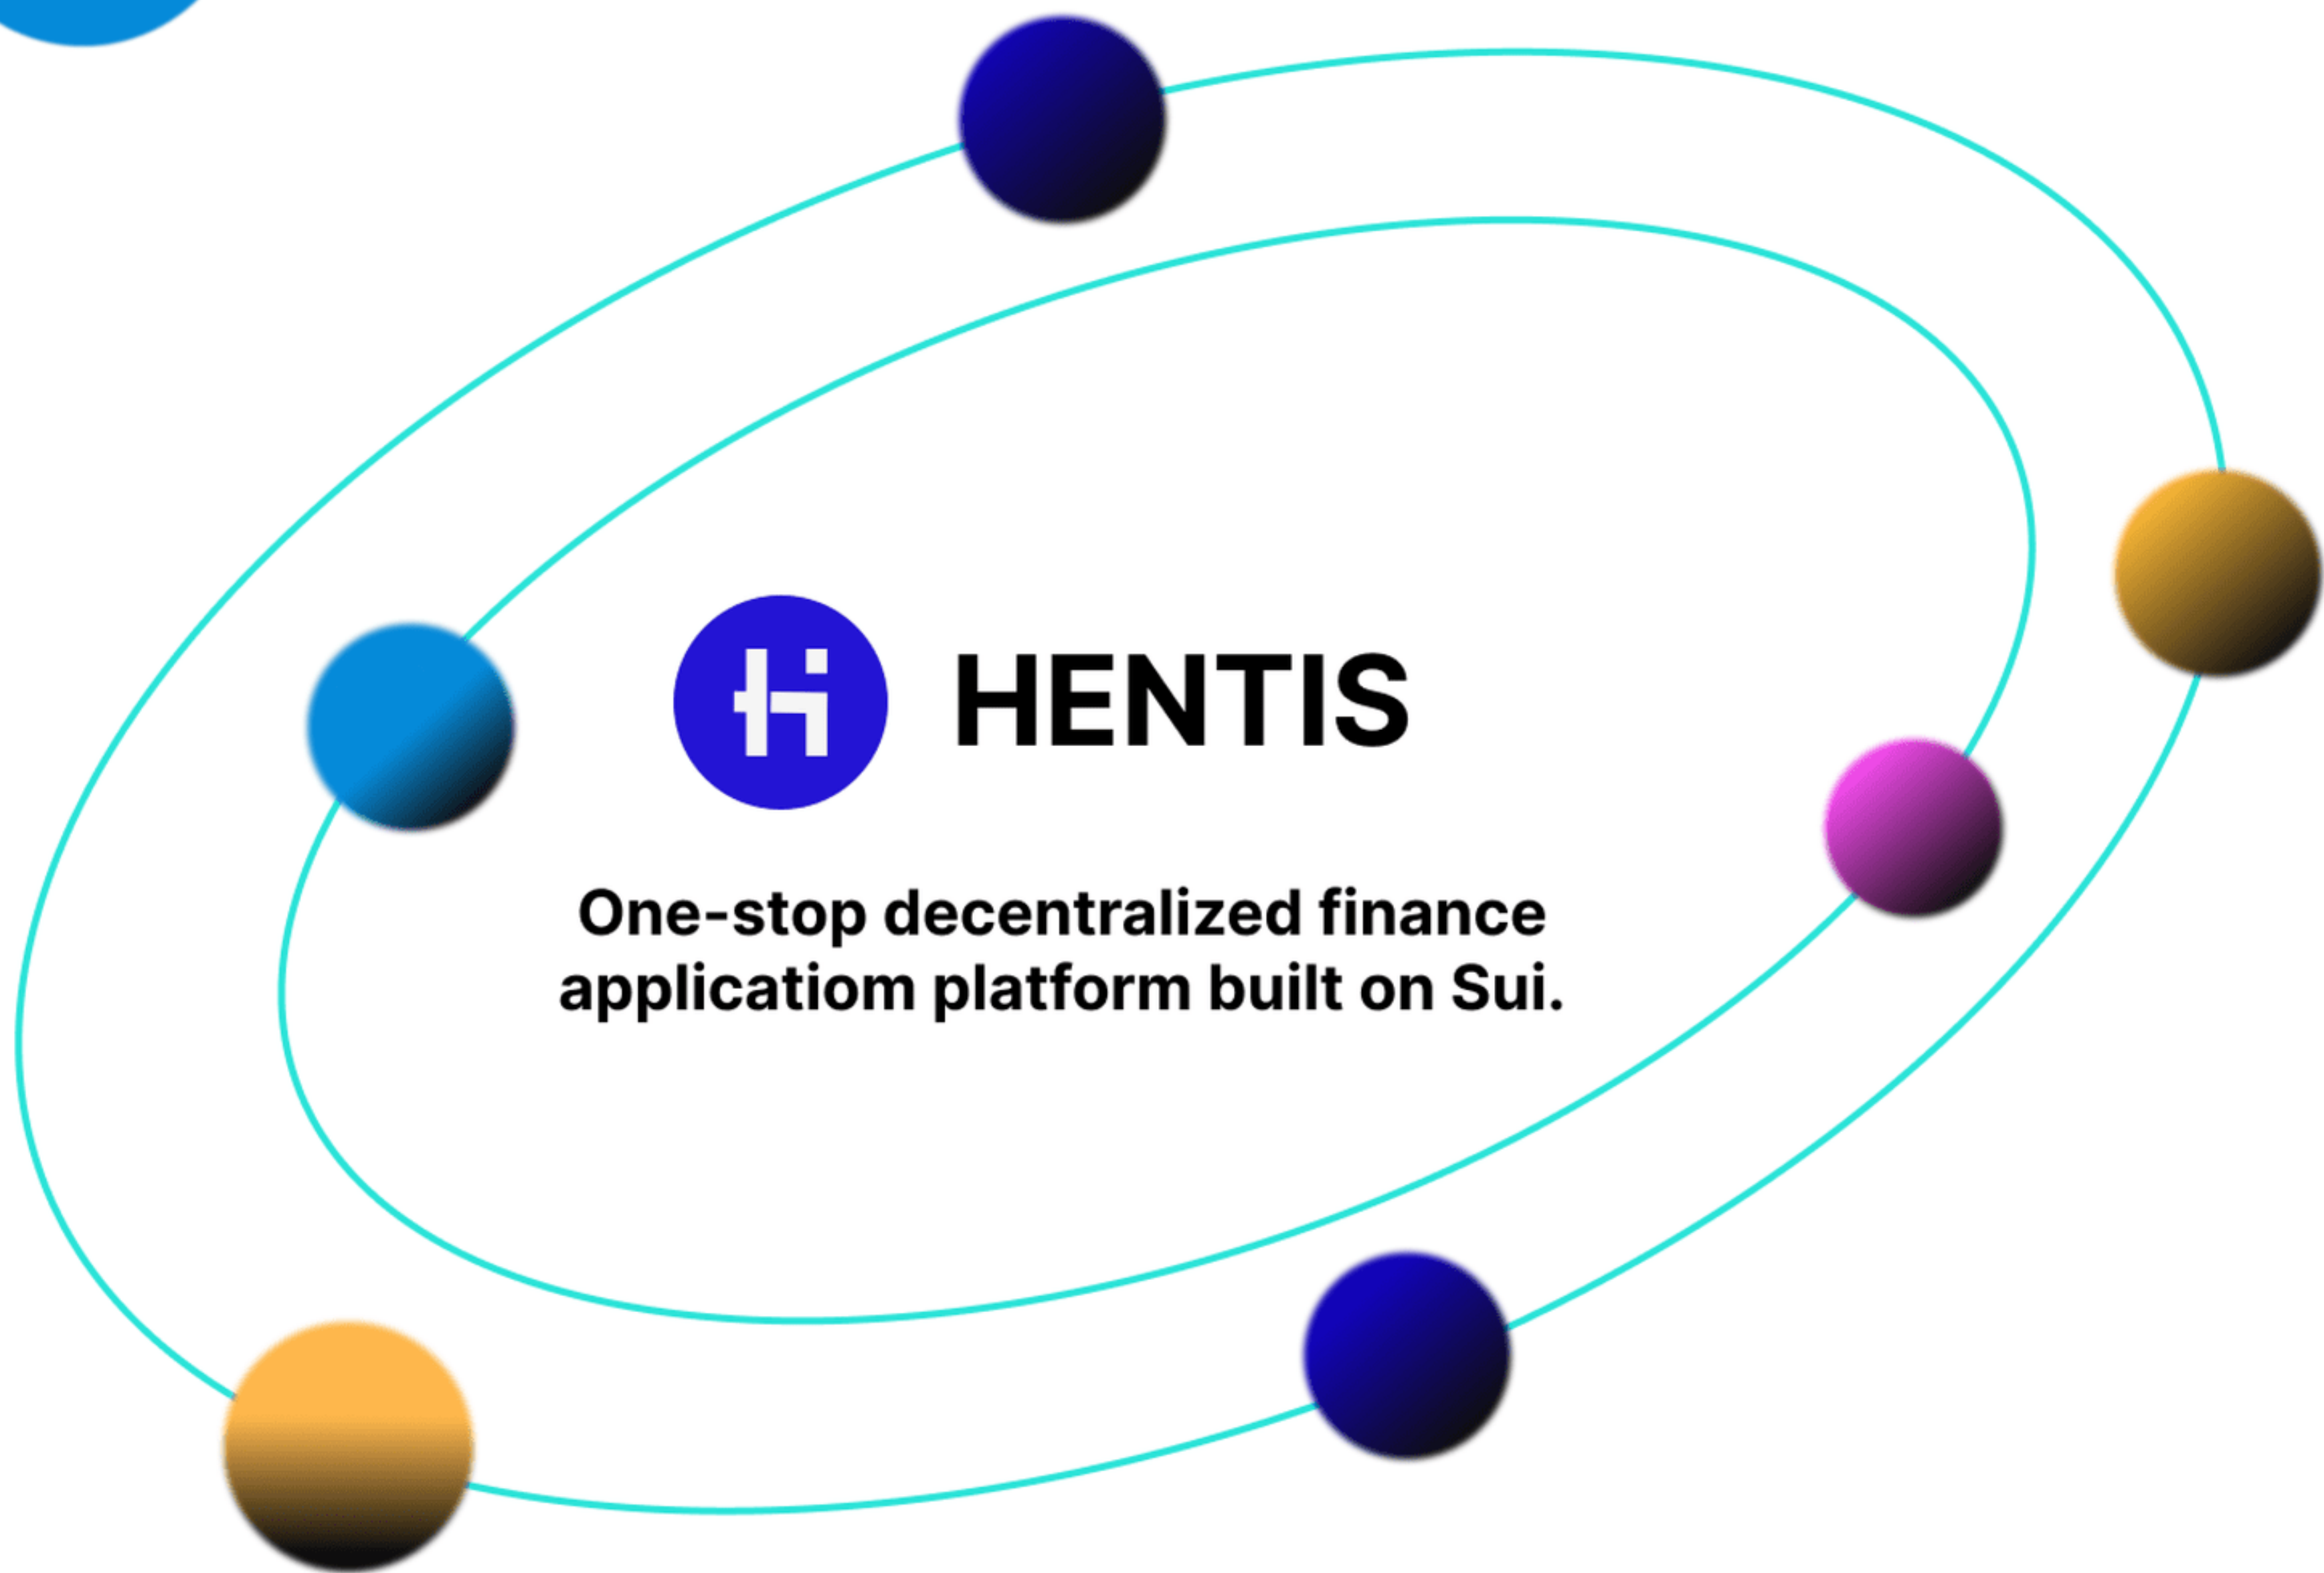 HENTIS
One-stop decentralized finance
applicatiom platform built on Sui.